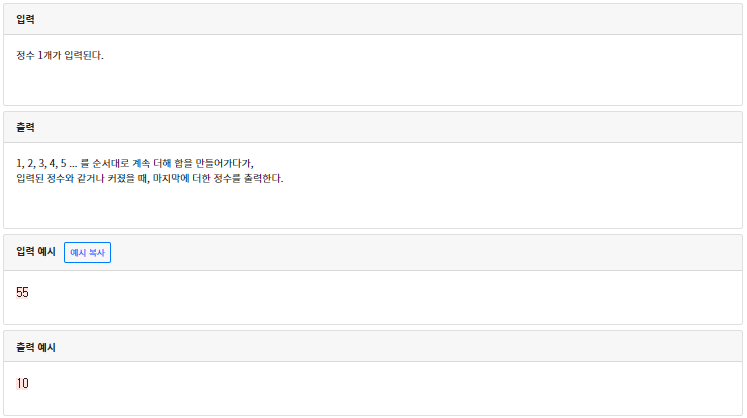 입력
정수 1개가 입력된다.
출력
1, 2, 3, 4, 5 ... 를 순서대로 계속 더해 합을 만들어가다가,
입력된 정수와 같거나 커졌을 때, 마지막에 더한 정수를 출력한다.
입력 예시 예시 복사
55
출력 예시
10